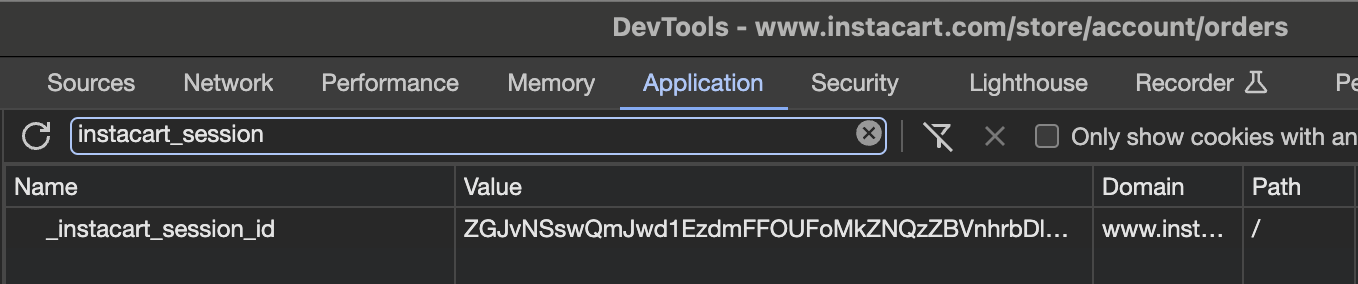 DevTools - www.instacart.com/store/account/orders
Sources Network Performance Memory Application Security Lighthouse Recorder Pe
instacart_session Only show cookies with an
Name Value Domain Path
_instacart_session_id ZGJvNSswQmJwd1EzdmFFOUFoMkZNQzZBVnhrbDl... www.inst... /